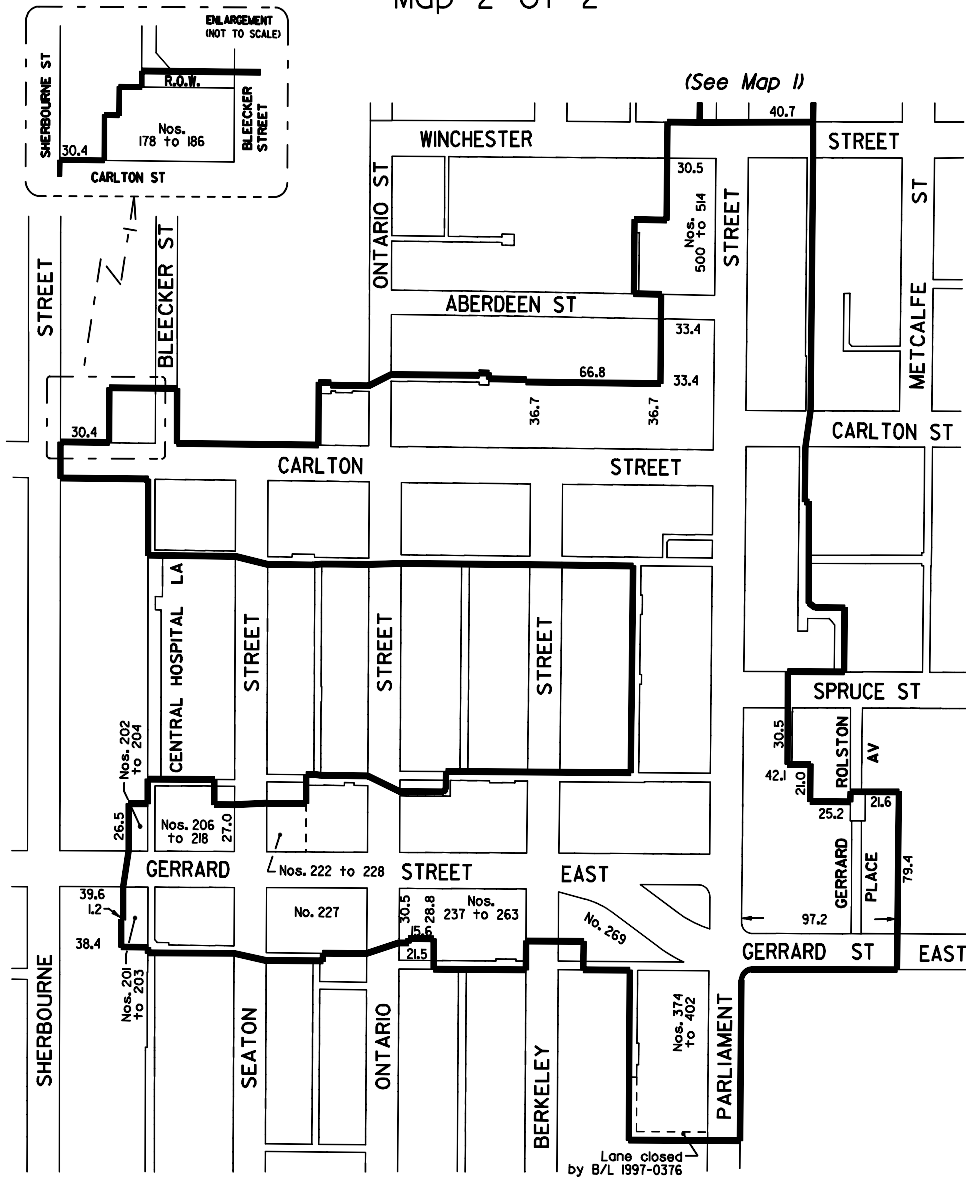 Map 2 of 2
ENLARGEMENT
(NOT TO SCALE)
SHERBOURNE ST
R.O.W.
Nos.
178 to 186
BLEECKER
STREET
30.4
CARLTON ST
(See Map 1)
40.7
WINCHESTER
STREET
ONTARIO ST
30.5
Nos.
500 to 514
STREET
ST
METCALFE
STREET
BLEECKER ST
ABERDEEN ST
33.4
66.8
33.4
36.7
36.7
30.4
CARLTON
STREET
CARLTON ST
CENTRAL HOSPITAL LA
STREET
STREET
STREET
SPRUCE ST
Nos. 202
to 204
30.5
ROLSTON
AV
42.1
21.0
25.2
21.6
26.5
Nos. 206
to 218
27.0
GERRARD
STREET
EAST
Nos. 222 to 228
GERRARD
PLACE
79.4
39.6
1.2
38.4
No. 227
30.5
28.8
15.6
21.5
Nos.
237 to 263
No. 269
97.2
GERRARD ST
EAST
Nos. 201
to 203
SHERBOURNE
SEATON
ONTARIO
BERKELEY
Nos. 374
to 402
PARLIAMENT
Lane closed
by B/L 1997-0376